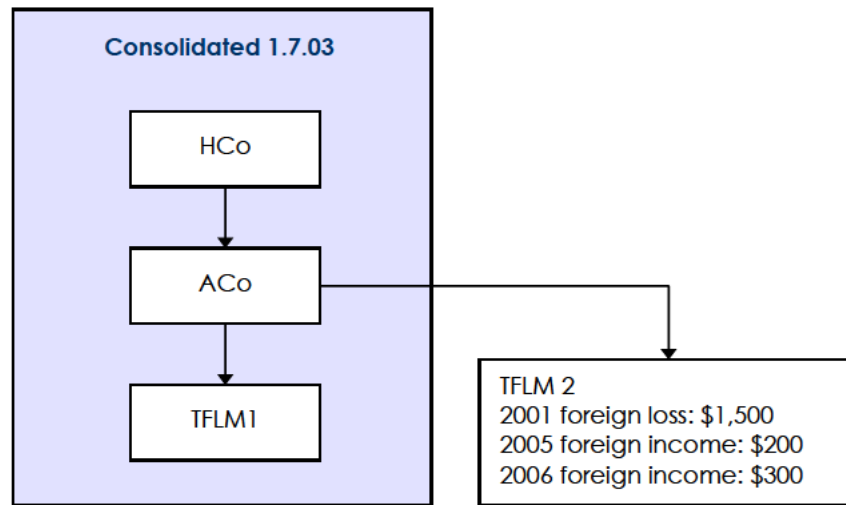 Consolidated 1.7.03
HCo
ACo
TFLM1
TFLM 2
2001 foreign loss: $1,500
2005 foreign income: $200
2006 foreign income: $300